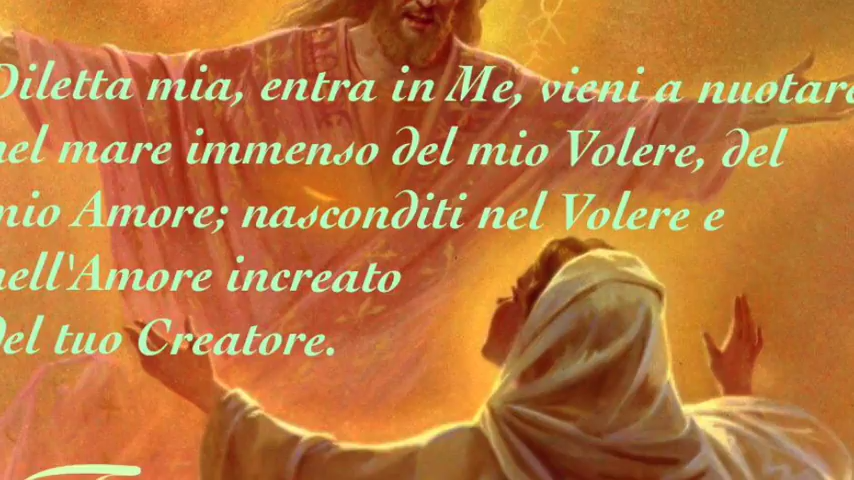 Diletta mia, entra in Me, vieni a nuotare
nel mare immenso del mio Volere, del
mio Amore; nasconditi nel Volere e
nell'Amore increato
Del tuo Creatore.